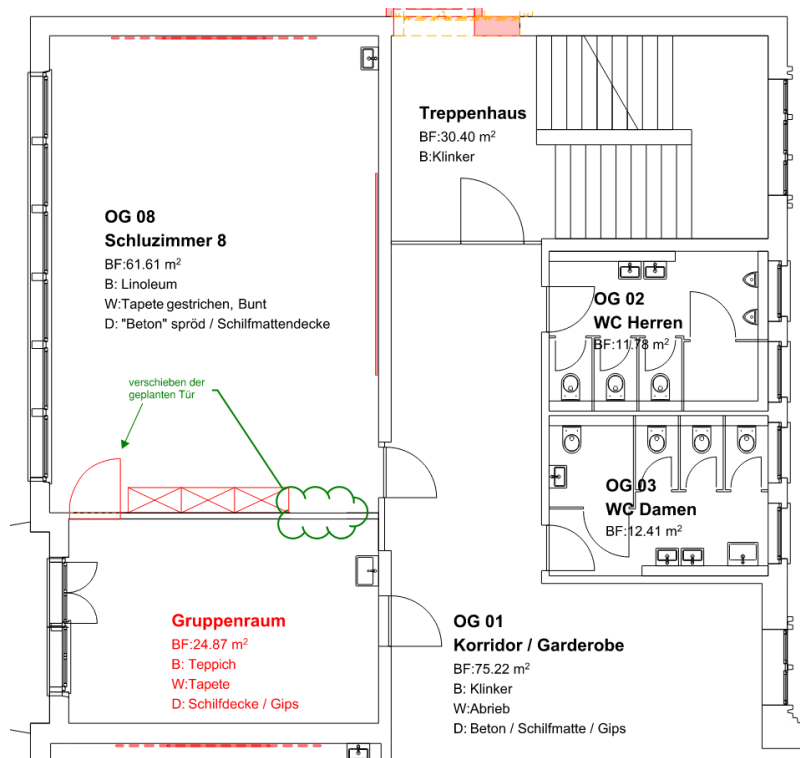 Treppenhaus
BF:30.40 m²
B:Klinker
OG 08
Schluzimmer 8
BF:61.61 m²
B: Linoleum
W:Tapete gestrichen, Bunt
D: "Beton" spröd / Schilfmattendecke
OG 02
WC Herren
BF:11.78 m²
verschieben der
geplanten Tür
OG 03
WC Damen
BF:12.41 m²
Gruppenraum
BF:24.87 m²
B: Teppich
W:Tapete
D: Schilfdecke / Gips
OG 01
Korridor / Garderobe
BF:75.22 m²
B: Klinker
W:Abrieb
D: Beton / Schilfmatte / Gips